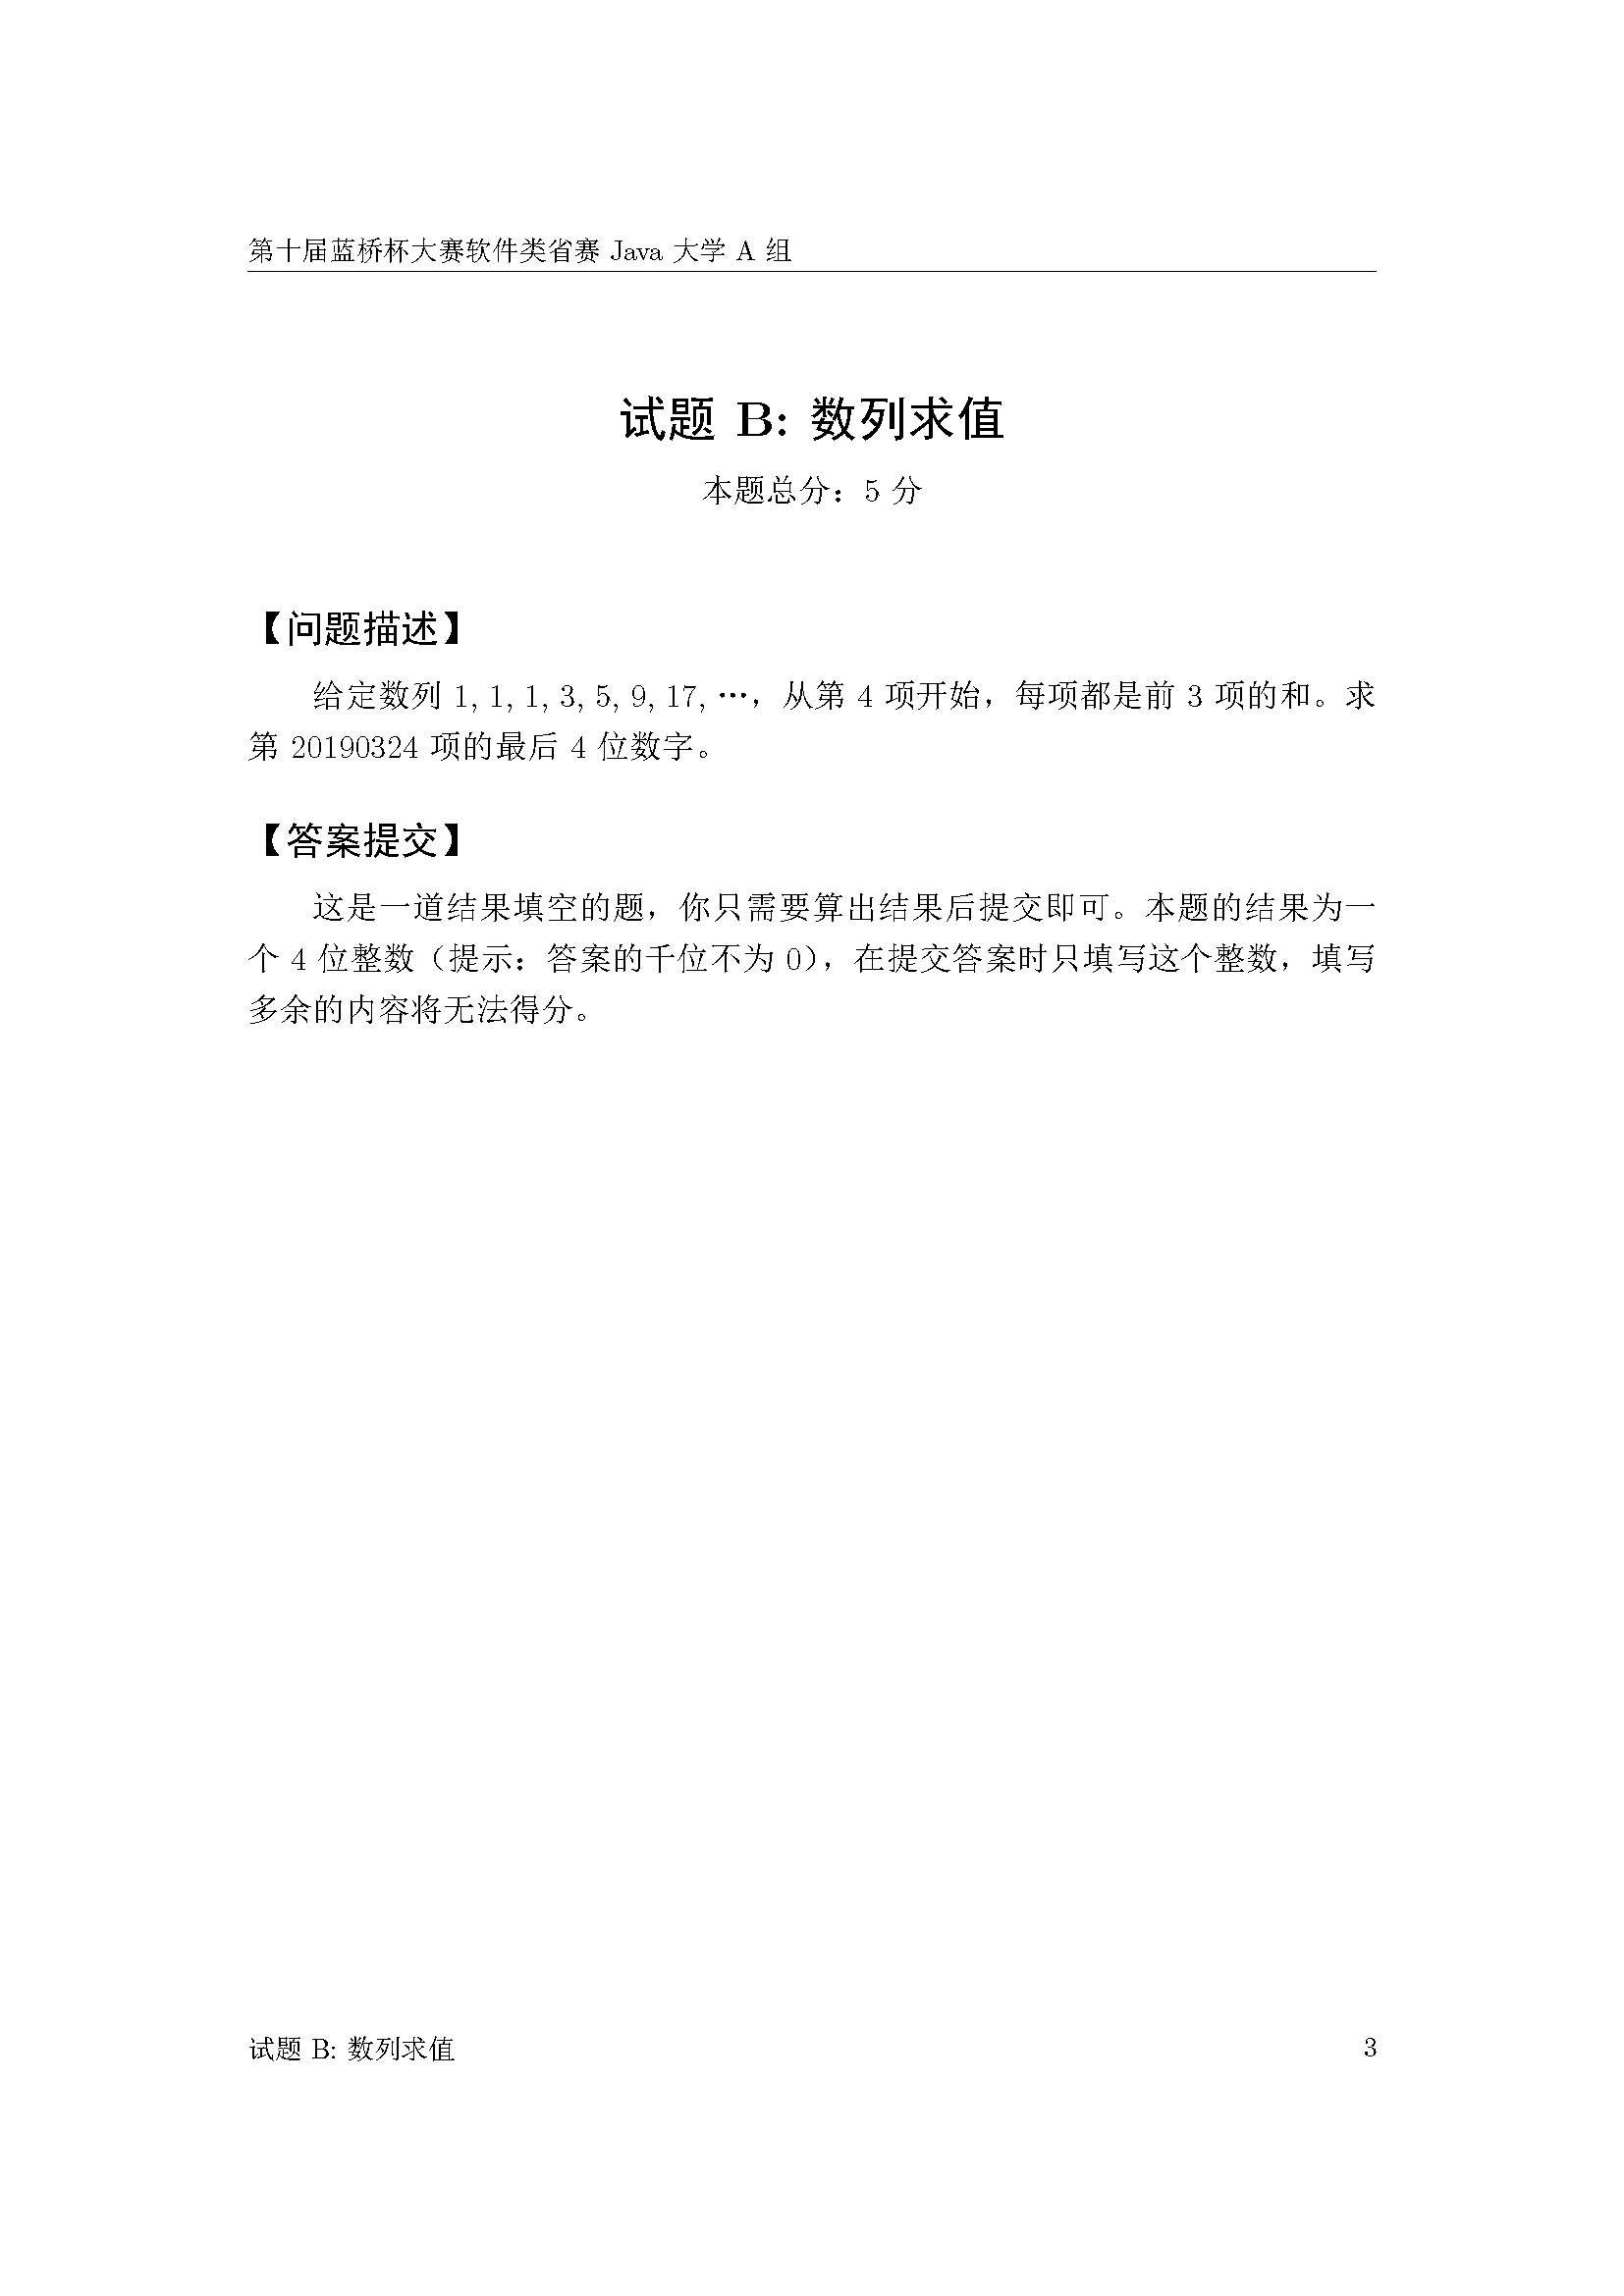 第十届蓝桥杯大赛软件类省赛 Java 大学 A 组
试题 B: 数列求值
本题总分：5 分
【问题描述】
给定数列 1, 1, 1, 3, 5, 9, 17, …，从第 4 项开始，每项都是前 3 项的和。求
第 20190324 项的最后 4 位数字。
【答案提交】
这是一道结果填空的题，你只需要算出结果后提交即可。本题的结果为一
个 4 位整数（提示：答案的千位不为 0），在提交答案时只填写这个整数，填写
多余的内容将无法得分。
试题 B: 数列求值 3